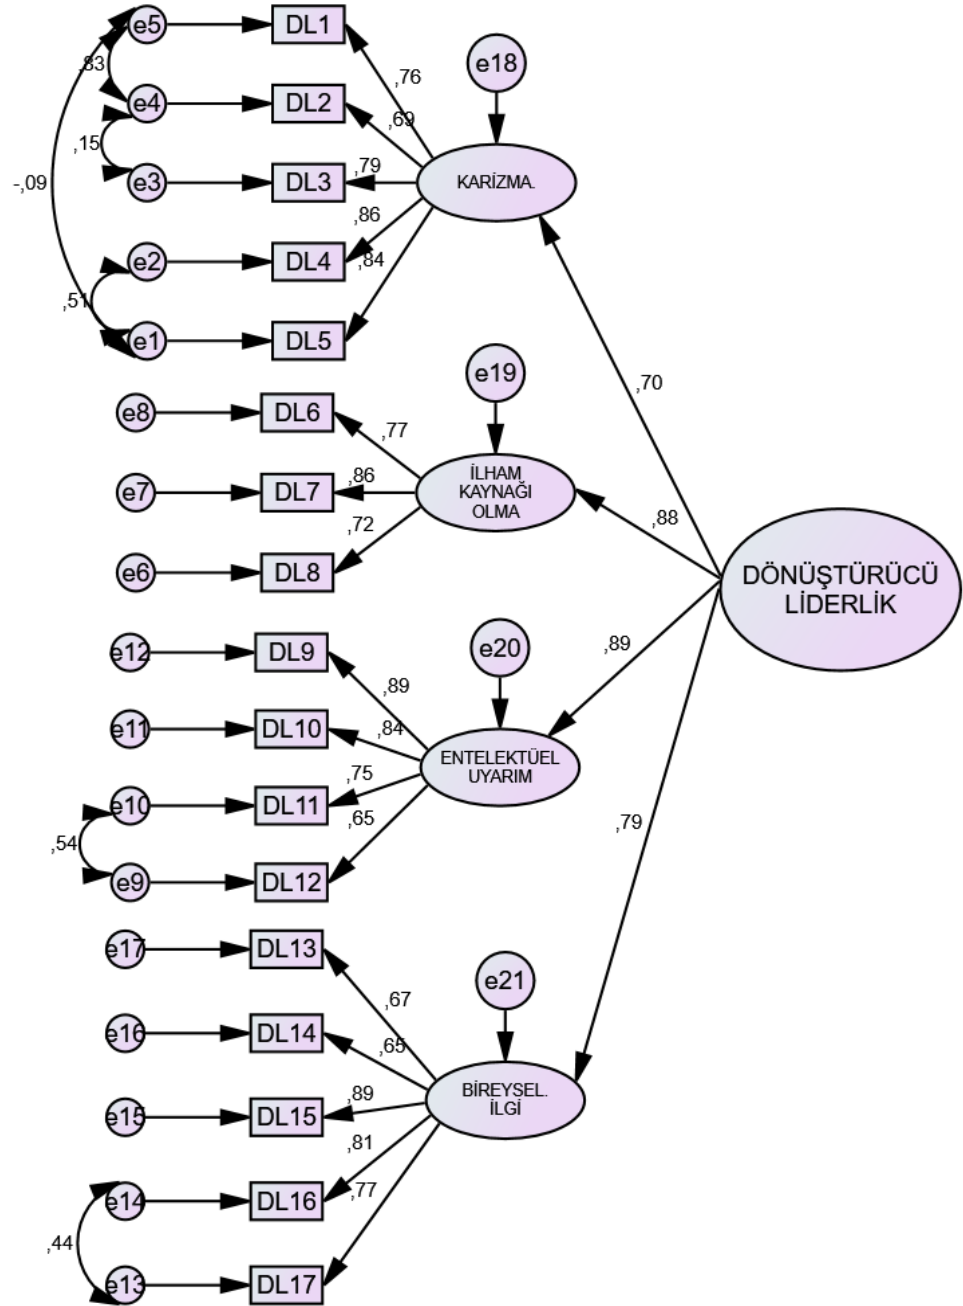 e5
DL1
,76
e18
,83
e4
DL2
,69
,15
e3
DL3
,79
KARİZMA.
-,09
,86
e2
DL4
,84
,51
e1
DL5
e19
,70
e8
DL6
,77
İLHAM
KAYNAĞI
OLMA
e7
DL7
,86
,88
,72
e6
DL8
DÖNÜŞTÜRÜCÜ
LİDERLİK
e12
DL9
e20
,89
,89
e11
DL10
,84
ENTELEKTÜEL
UYARIM
,75
e10
DL11
,65
,79
,54
e9
DL12
e17
DL13
e21
,67
e16
DL14
,65
,89
BİREYSEL.
İLGİ
e15
DL15
,81
,77
e14
DL16
,44
e13
DL17